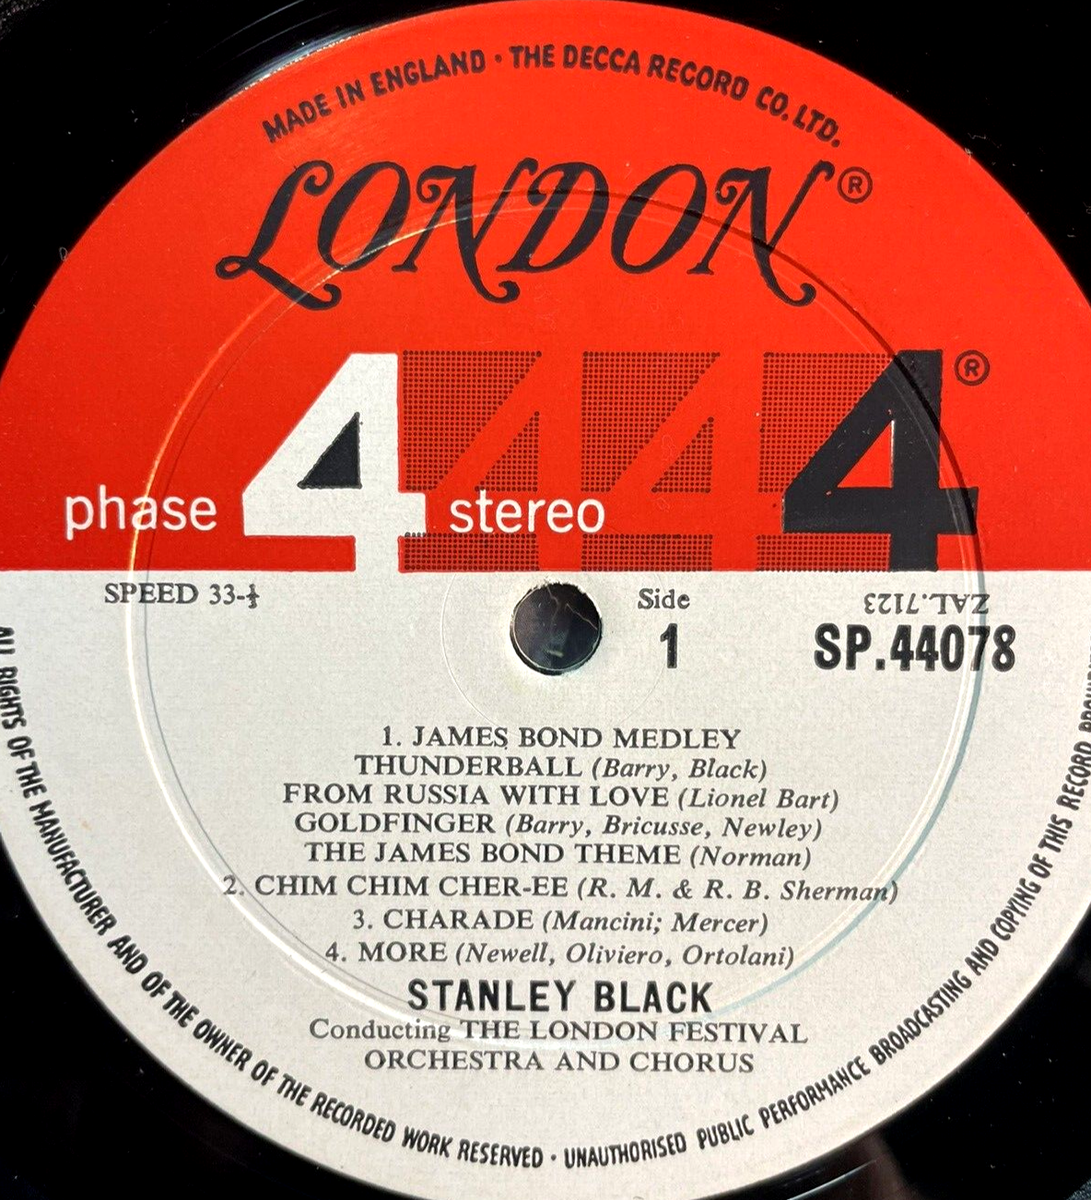 MADE IN ENGLAND · THE DECCA RECORD CO. LTD.
LONDON®
phase 4 stereo 4 4 4®
SPEED 33-⅓
Side
1
ZAL.7123
SP.44078
1. JAMES BOND MEDLEY
THUNDERBALL (Barry, Black)
FROM RUSSIA WITH LOVE (Lionel Bart)
GOLDFINGER (Barry, Bricusse, Newley)
THE JAMES BOND THEME (Norman)
2. CHIM CHIM CHER-EE (R. M. & R. B. Sherman)
3. CHARADE (Mancini; Mercer)
4. MORE (Newell, Oliviero, Ortolani)
STANLEY BLACK
Conducting THE LONDON FESTIVAL
ORCHESTRA AND CHORUS
ALL RIGHTS OF THE MANUFACTURER AND OF THE OWNER OF THE RECORDED WORK RESERVED · UNAUTHORISED PUBLIC PERFORMANCE BROADCASTING AND COPYING OF THIS RECORD